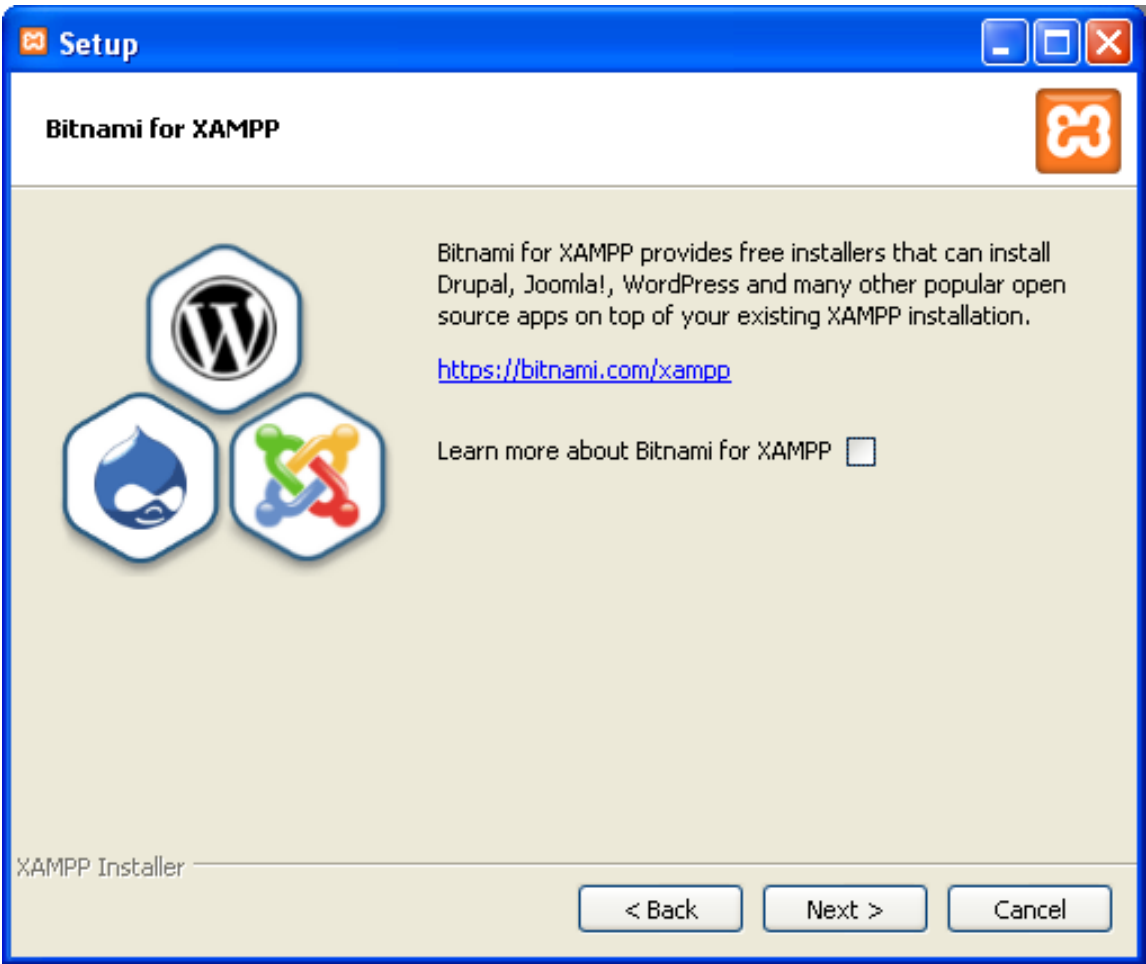 Setup
Bitnami for XAMPP
Bitnami for XAMPP provides free installers that can install
Drupal, Joomla!, WordPress and many other popular open
source apps on top of your existing XAMPP installation.
https://bitnami.com/xampp
Learn more about Bitnami for XAMPP
XAMPP Installer
< Back
Next >
Cancel